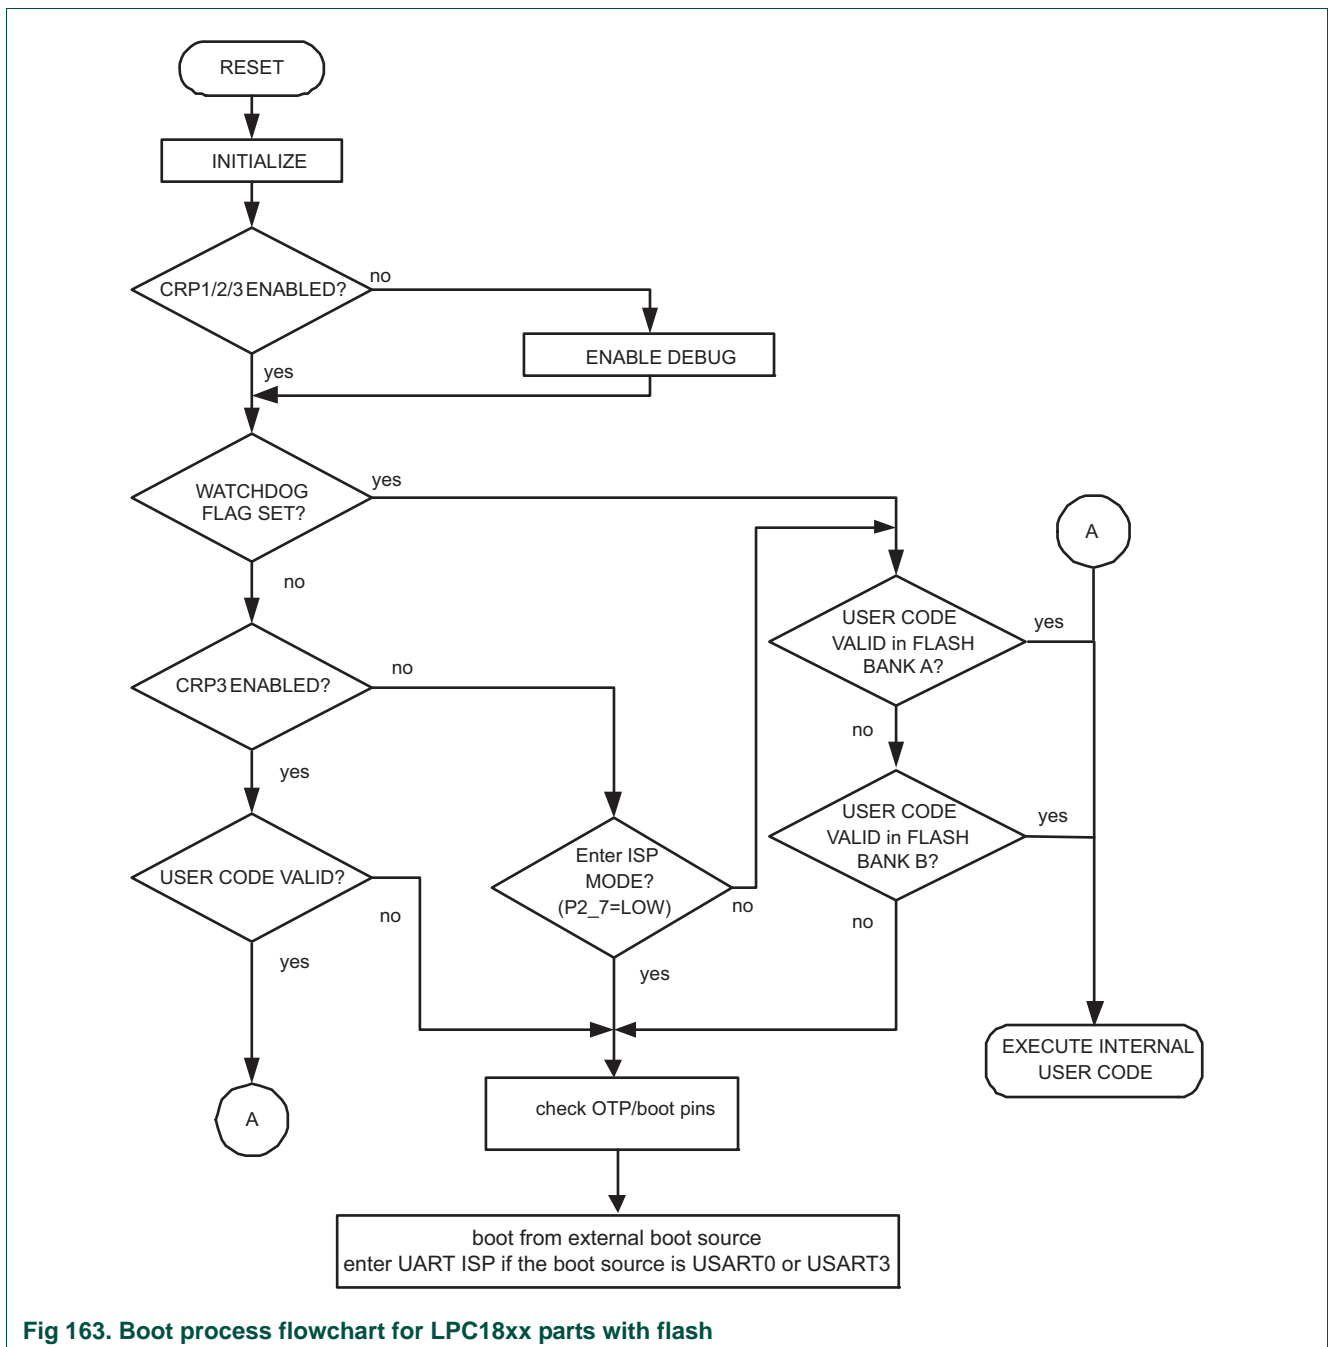 RESET
INITIALIZE
CRP1/2/3 ENABLED?
no
ENABLE DEBUG
yes
WATCHDOG
FLAG SET?
yes
no
A
USER CODE
VALID in FLASH
BANK A?
yes
no
CRP3 ENABLED?
no
yes
USER CODE
VALID in FLASH
BANK B?
yes
no
USER CODE VALID?
no
yes
Enter ISP
MODE?
(P2_7=LOW)
no
yes
EXECUTE INTERNAL
USER CODE
A
check OTP/boot pins
boot from external boot source
enter UART ISP if the boot source is USART0 or USART3
Fig 163. Boot process flowchart for LPC18xx parts with flash